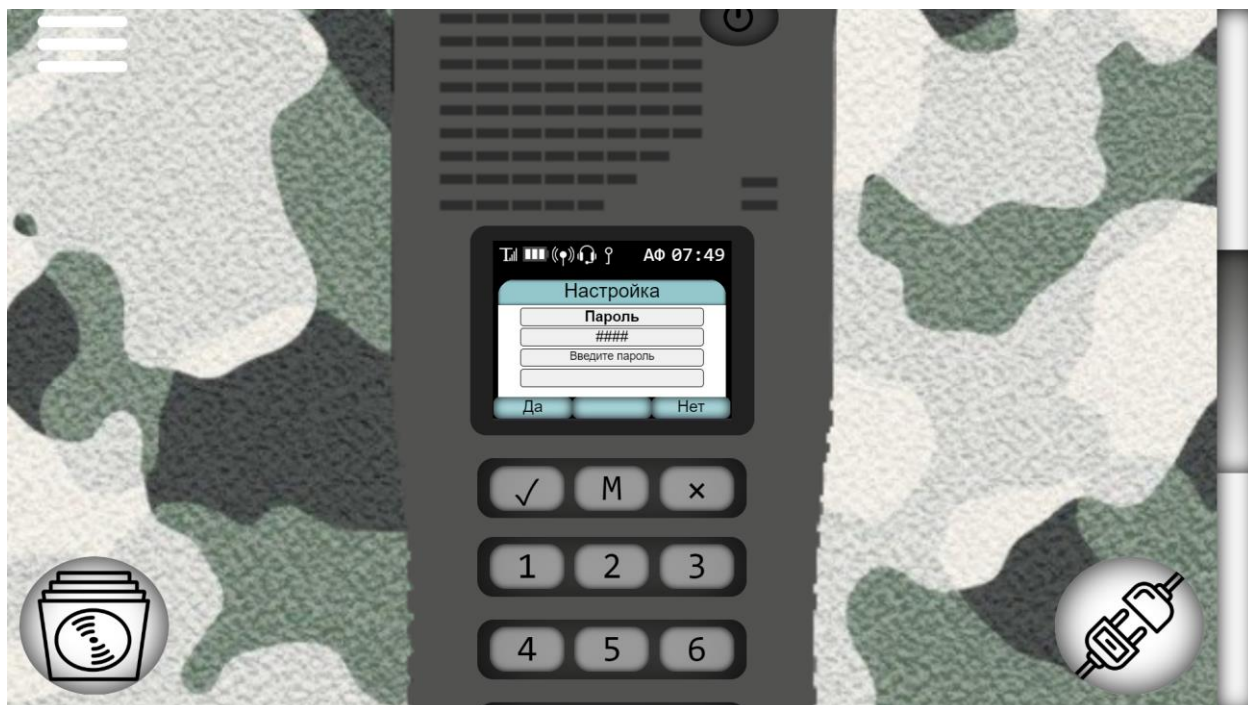 АФ 07:49
Настройка
Пароль
####
Введите пароль
Да Нет
✓ M ×
1 2 3
4 5 6